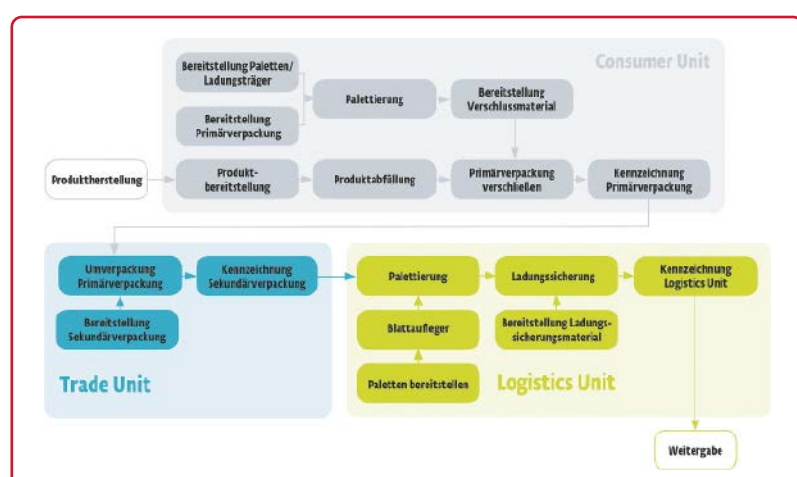 Consumer Unit
Bereitstellung Paletten/
Ladungsträger
Bereitstellung
Primärverpackung
Palettierung
Bereitstellung
Verschlussmaterial
Produktherstellung
Produkt-
bereitstellung
Produktabfüllung
Primärverpackung
verschließen
Kennzeichnung
Primärverpackung
Umverpackung
Primärverpackung
Kennzeichnung
Sekundärverpackung
Bereitstellung
Sekundärverpackung
Trade Unit
Palettierung
Ladungssicherung
Kennzeichnung
Logistics Unit
Blattaufleger
Bereitstellung Ladungs-
sicherungsmaterial
Paletten bereitstellen
Logistics Unit
Weitergabe